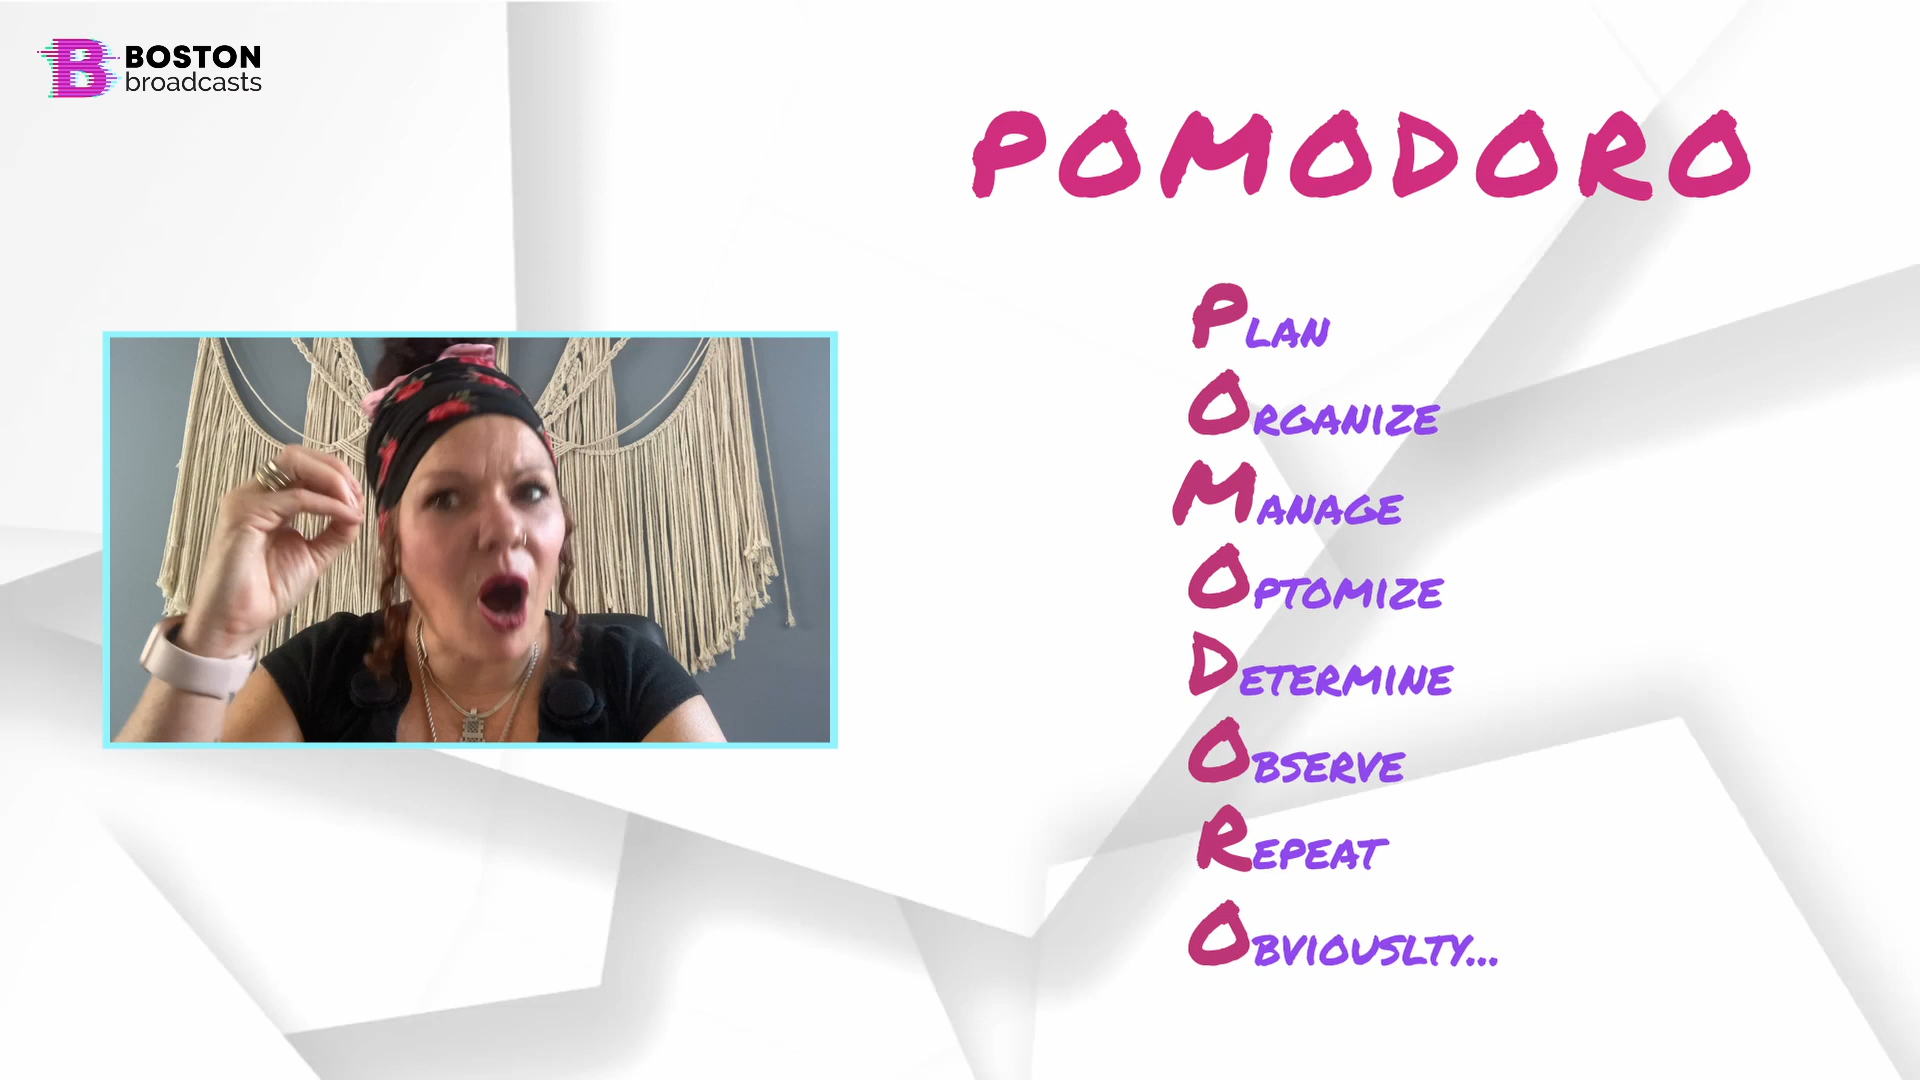 BOSTON
broadcasts
POMODORO
PLAN
ORGANIZE
MANAGE
OPTOMIZE
DETERMINE
OBSERVE
REPEAT
OBVIOUSLTY...